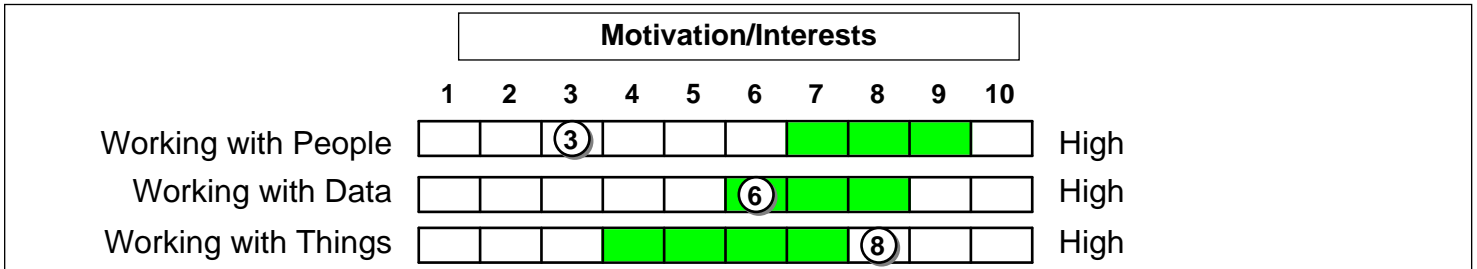 Motivation/Interests
1 2 3 4 5 6 7 8 9 10
Working with People 3 High
Working with Data 6 High
Working with Things 8 High